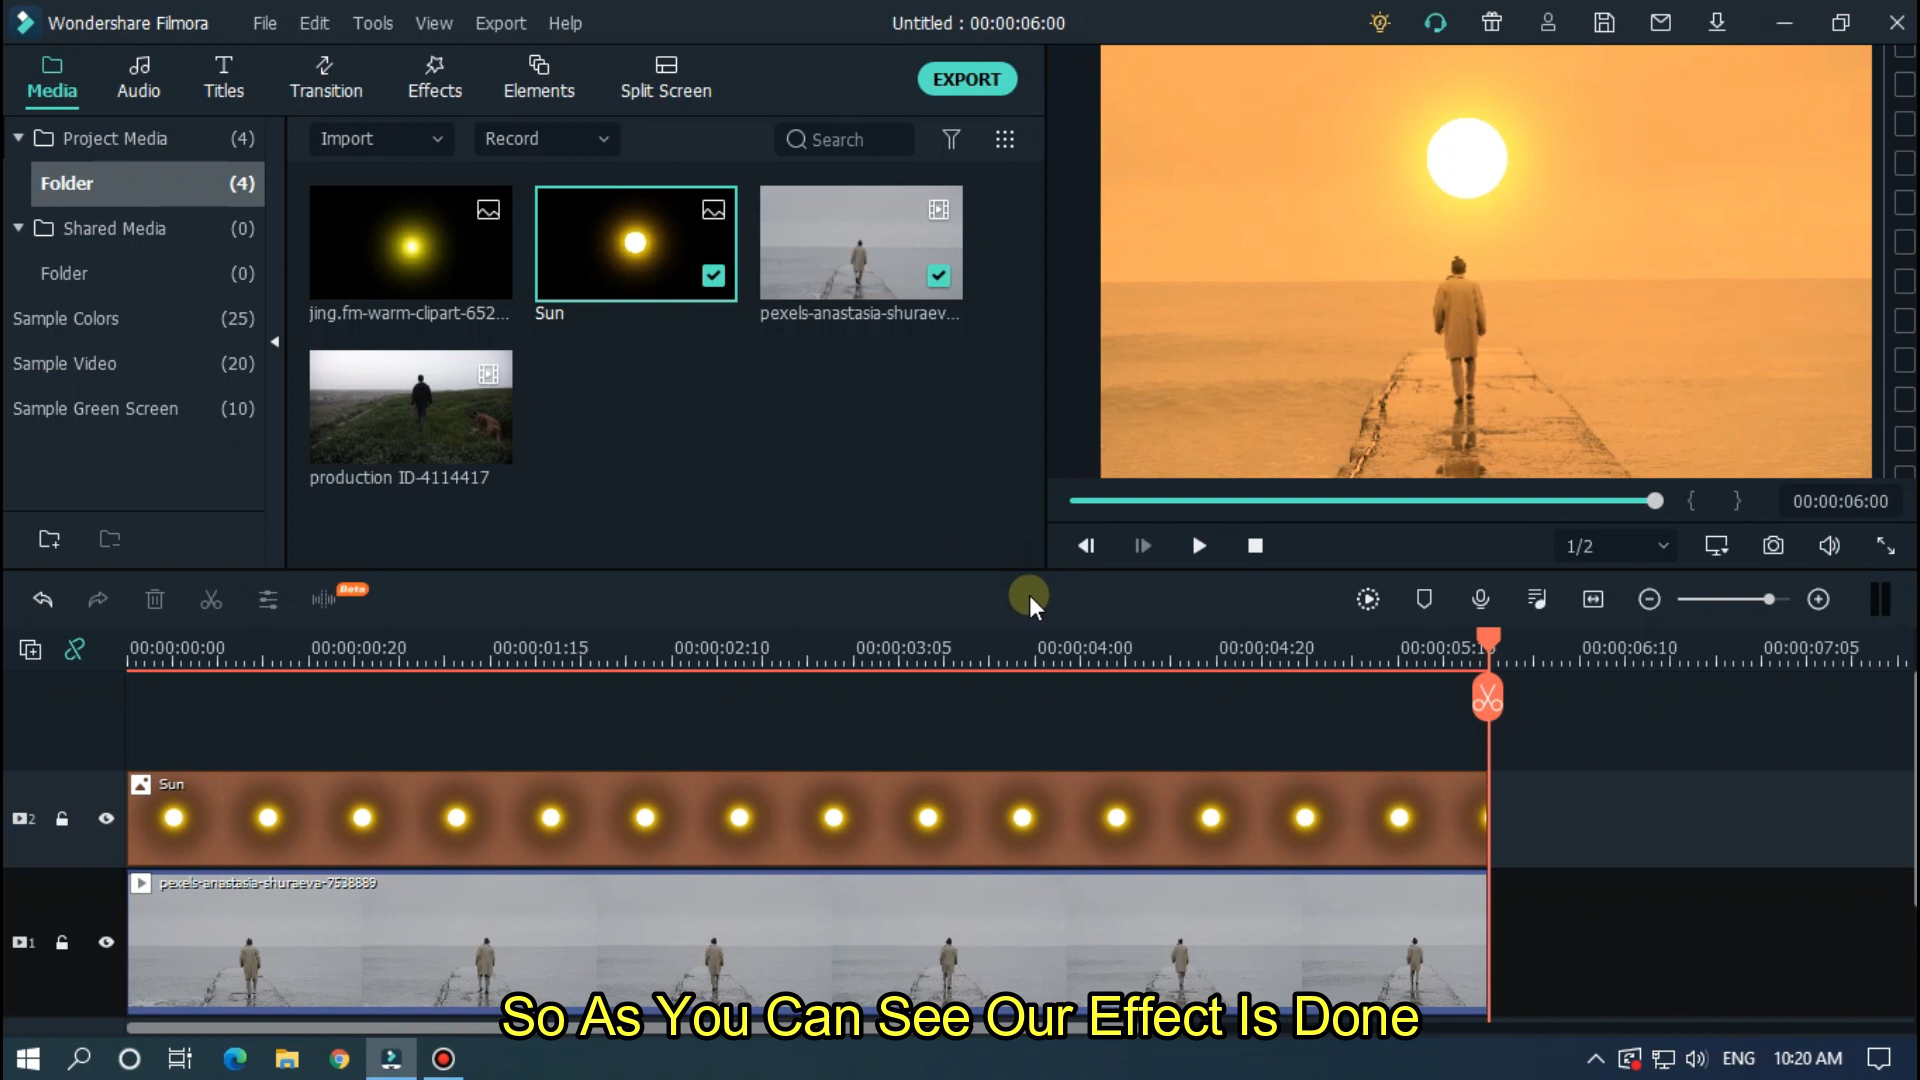 Wondershare Filmora File Edit Tools View Export Help Untitled : 00:00:06:00
Media Audio Titles Transition Effects Elements Split Screen EXPORT
Project Media (4) Import Record Search
Folder (4)
Shared Media (0)
Folder (0)
Sample Colors (25)
Sample Video (20)
Sample Green Screen (10)
jing.fm-warm-clipart-652... Sun pexels-anastasia-shuraev...
production ID-4114417
00:00:06:00
1/2
Beta
00:00:00:00 00:00:00:20 00:00:01:15 00:00:02:10 00:00:03:05 00:00:04:00 00:00:04:20 00:00:05:1 00:00:06:10 00:00:07:05
Sun
2
pexels-anastasia-shuraeva-7538889
1
So As You Can See Our Effect Is Done
ENG 10:20 AM